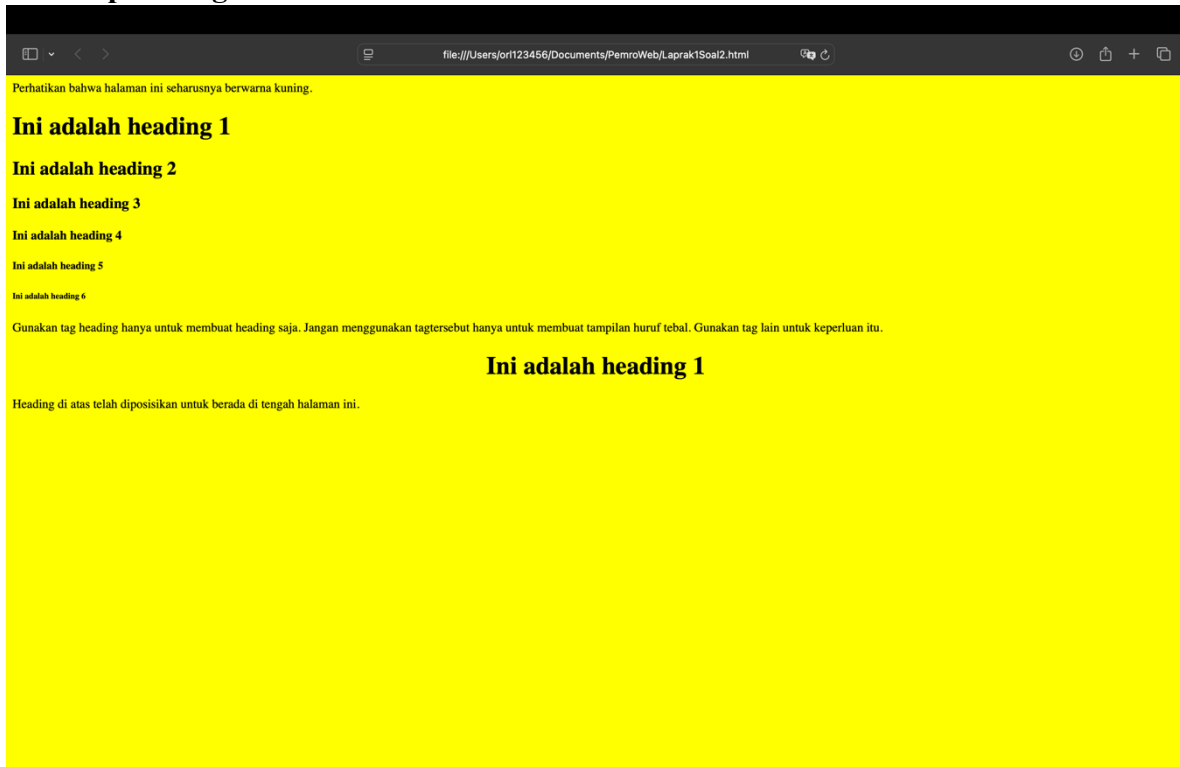 file:///Users/orl123456/Documents/PemroWeb/Laprak1Soal2.html
Perhatikan bahwa halaman ini seharusnya berwarna kuning.
Ini adalah heading 1
Ini adalah heading 2
Ini adalah heading 3
Ini adalah heading 4
Ini adalah heading 5
Ini adalah heading 6
Gunakan tag heading hanya untuk membuat heading saja. Jangan menggunakan tagtersebut hanya untuk membuat tampilan huruf tebal. Gunakan tag lain untuk keperluan itu.
Ini adalah heading 1
Heading di atas telah diposisikan untuk berada di tengah halaman ini.